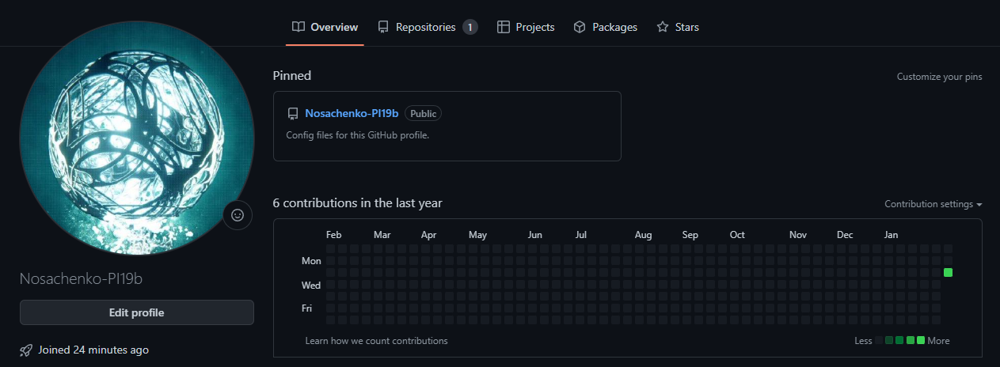 Overview Repositories 1 Projects Packages Stars
Pinned
Customize your pins
Nosachenko-PI19b Public
Config files for this GitHub profile.
6 contributions in the last year
Contribution settings
Feb Mar Apr May Jun Jul Aug Sep Oct Nov Dec Jan
Mon
Wed
Fri
Learn how we count contributions
Less More
Nosachenko-PI19b
Edit profile
Joined 24 minutes ago